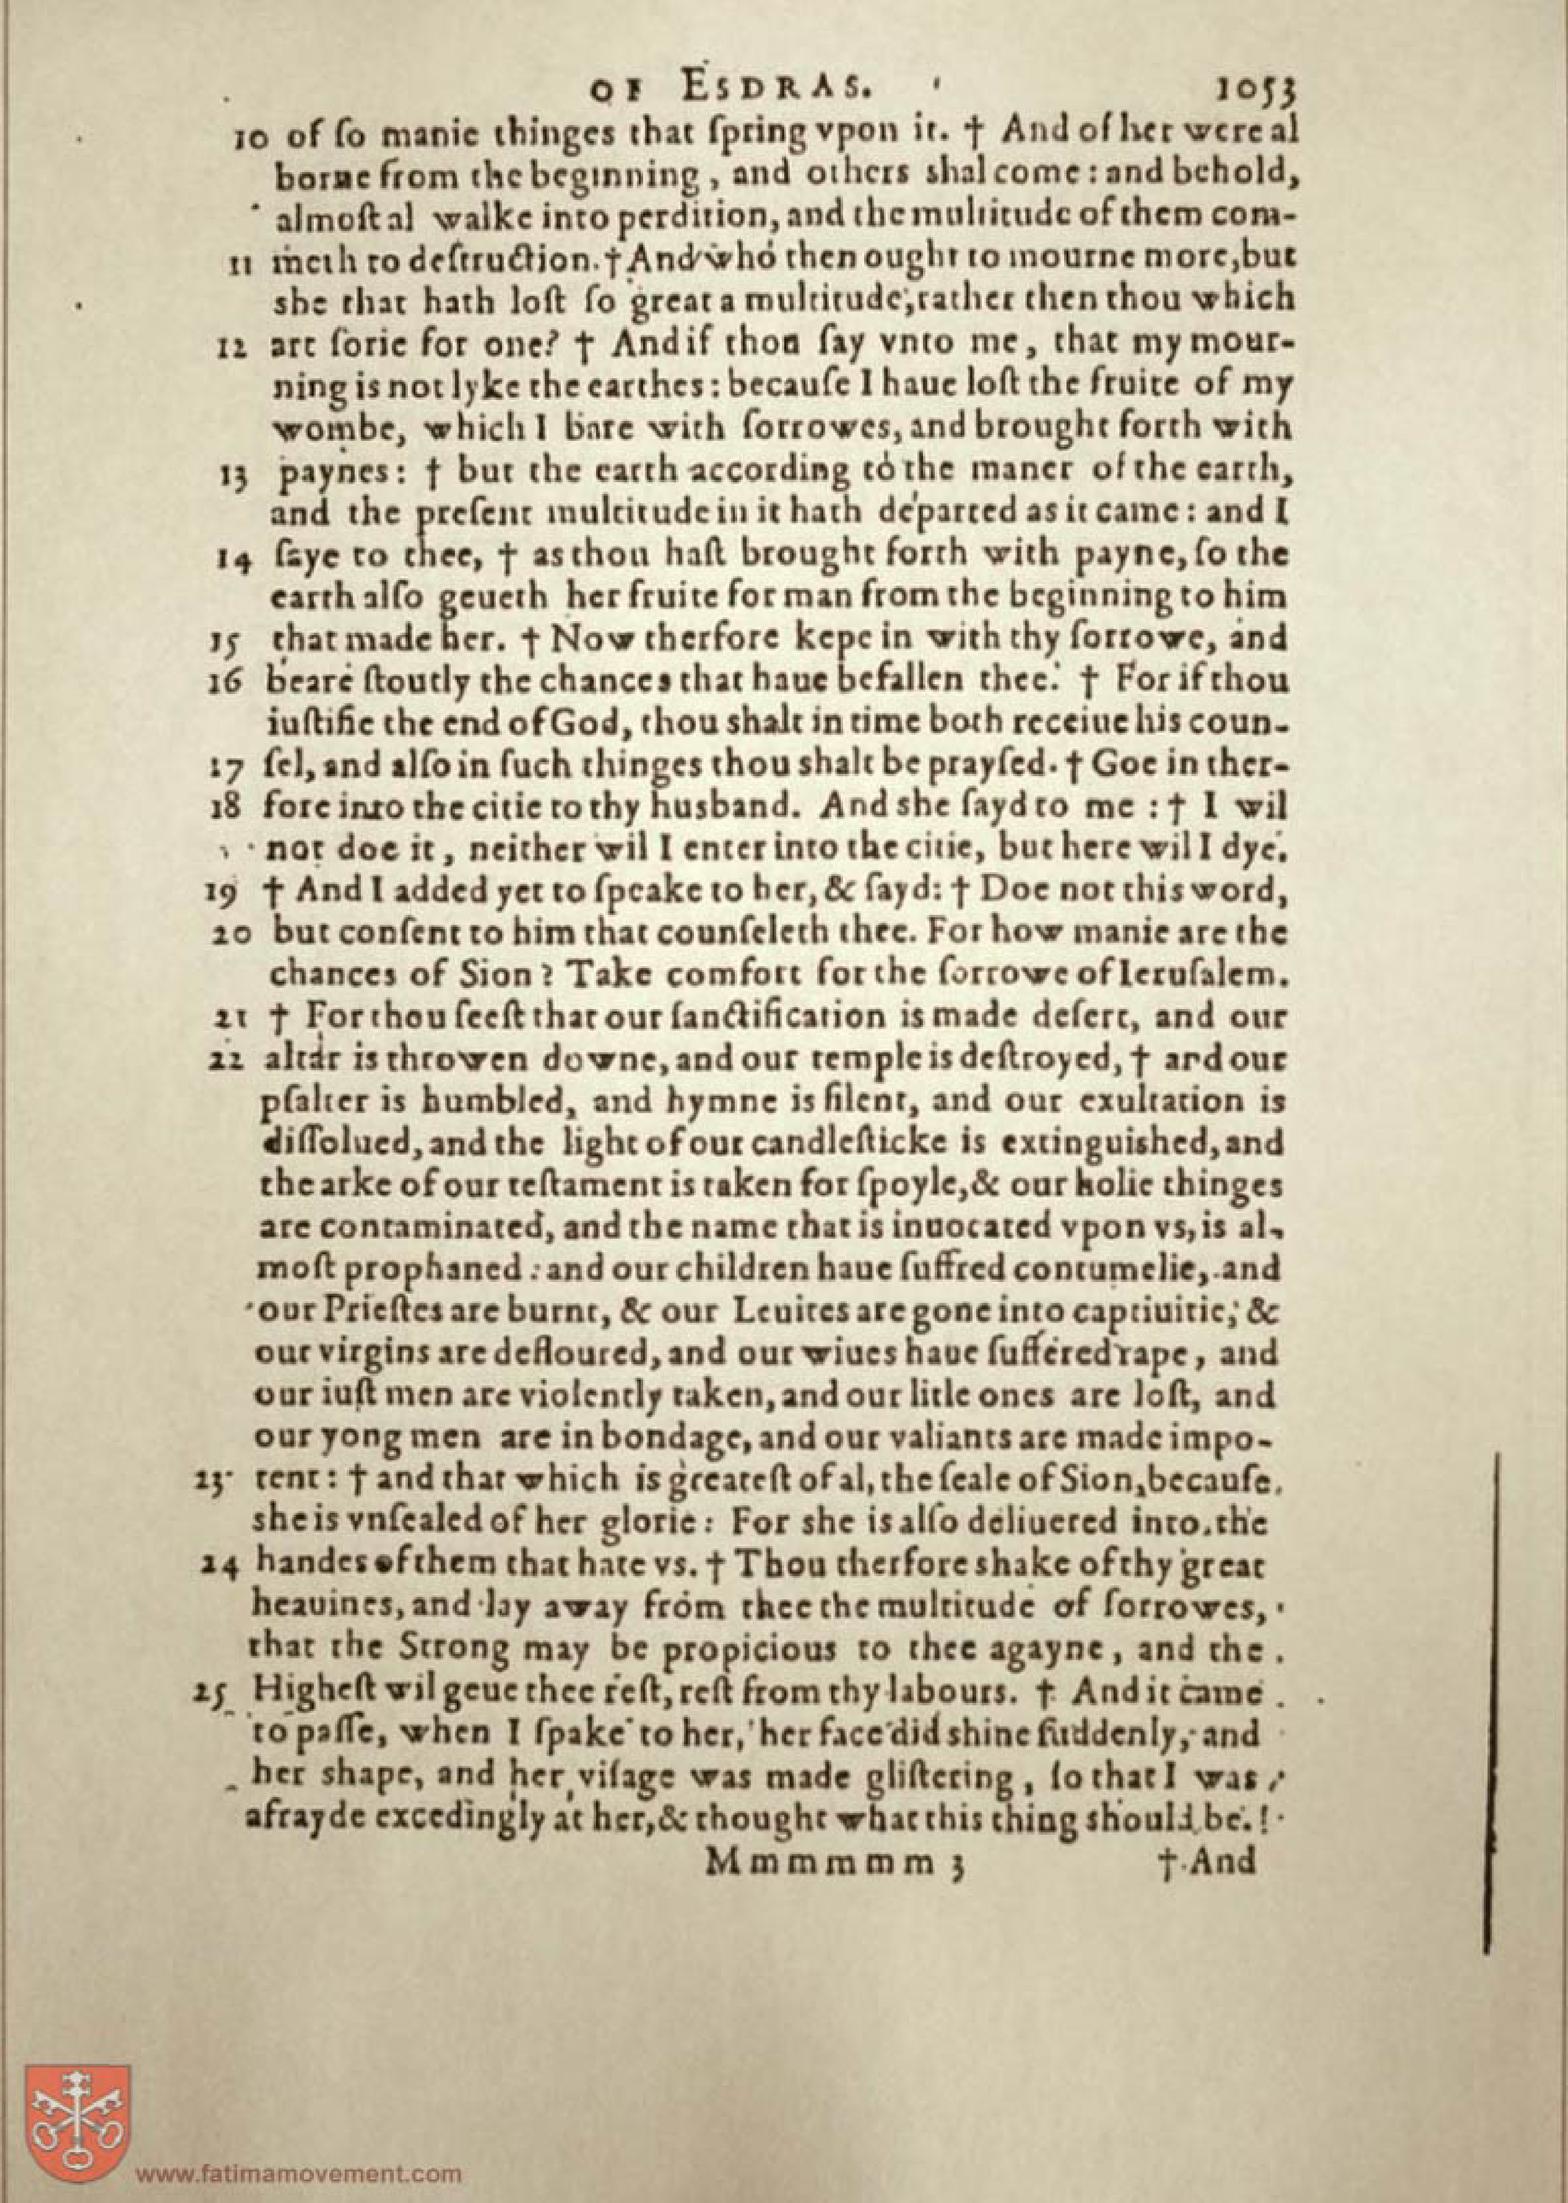 OF ESDRAS. 1053
10 of ſo manie thinges that ſpring vpon it. † And of her were al
borne from the beginning, and others shal come: and behold,
almoſt al walke into perdition, and the multitude of them com-
11 meth to deſtruction. † And who then ought to mourne more, but
she that hath loſt ſo great a multitude, rather then thou which
12 art ſorie for one? † And if thou ſay vnto me, that my mour-
ning is not lyke the earthes: becauſe I haue loſt the fruite of my
wombe, which I bare with ſorrowes, and brought forth with
13 paynes: † but the earth according to the maner of the earth,
and the preſent multitude in it hath departed as it came: and I
14 ſaye to thee, † as thou haſt brought forth with payne, ſo the
earth alſo geueth her fruite for man from the beginning to him
15 that made her. † Now therfore kepe in with thy ſorrowe, and
16 beare ſtoutly the chances that haue befallen thee. † For if thou
iuſtifie the end of God, thou shalt in time both receiue his coun-
17 ſel, and alſo in ſuch thinges thou shalt be prayſed. † Goe in ther-
18 fore into the citie to thy husband. And she ſayd to me: † I wil
not doe it, neither wil I enter into the citie, but here wil I dye.
19 † And I added yet to ſpeake to her, & ſayd: † Doe not this word,
20 but conſent to him that counſeleth thee. For how manie are the
chances of Sion? Take comfort for the ſorrowe of Ieruſalem.
21 † For thou ſeeſt that our ſanctification is made deſert, and our
22 altar is throwen downe, and our temple is deſtroyed, † ard our
pſalter is humbled, and hymne is ſilent, and our exultation is
diſſolued, and the light of our candleſticke is extinguished, and
the arke of our teſtament is taken for ſpoyle, & our holie thinges
are contaminated, and the name that is inuocated vpon vs, is al-
moſt prophaned: and our children haue ſuffred contumelie, and
our Prieſtes are burnt, & our Leuites are gone into captiuitie, &
our virgins are defloured, and our wiues haue ſuffered rape, and
our iuſt men are violently taken, and our litle ones are loſt, and
our yong men are in bondage, and our valiants are made impo-
23 tent: † and that which is greateſt of al, the ſeale of Sion, becauſe
she is vnſealed of her glorie: For she is alſo deliuered into the
24 handes of them that hate vs. † Thou therfore shake of thy great
heauines, and lay away from thee the multitude of ſorrowes,
that the Strong may be propicious to thee agayne, and the
25 Higheſt wil geue thee reſt, reſt from thy labours. † And it came
to paſſe, when I ſpake to her, her face did shine ſuddenly, and
her shape, and her viſage was made gliſtering, ſo that I was
afrayde excedingly at her, & thought what this thing should be.
Mmmmmm 3 † And
www.fatimamovement.com